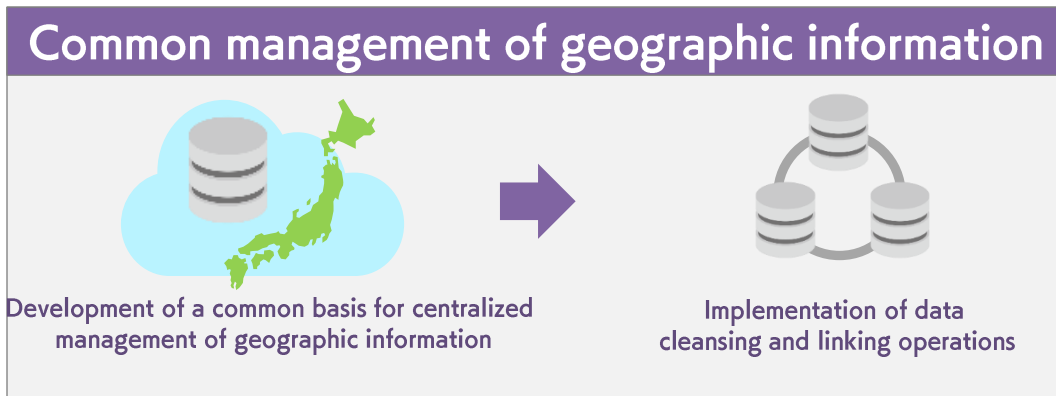 Common management of geographic information
Development of a common basis for centralized
management of geographic information
Implementation of data
cleansing and linking operations